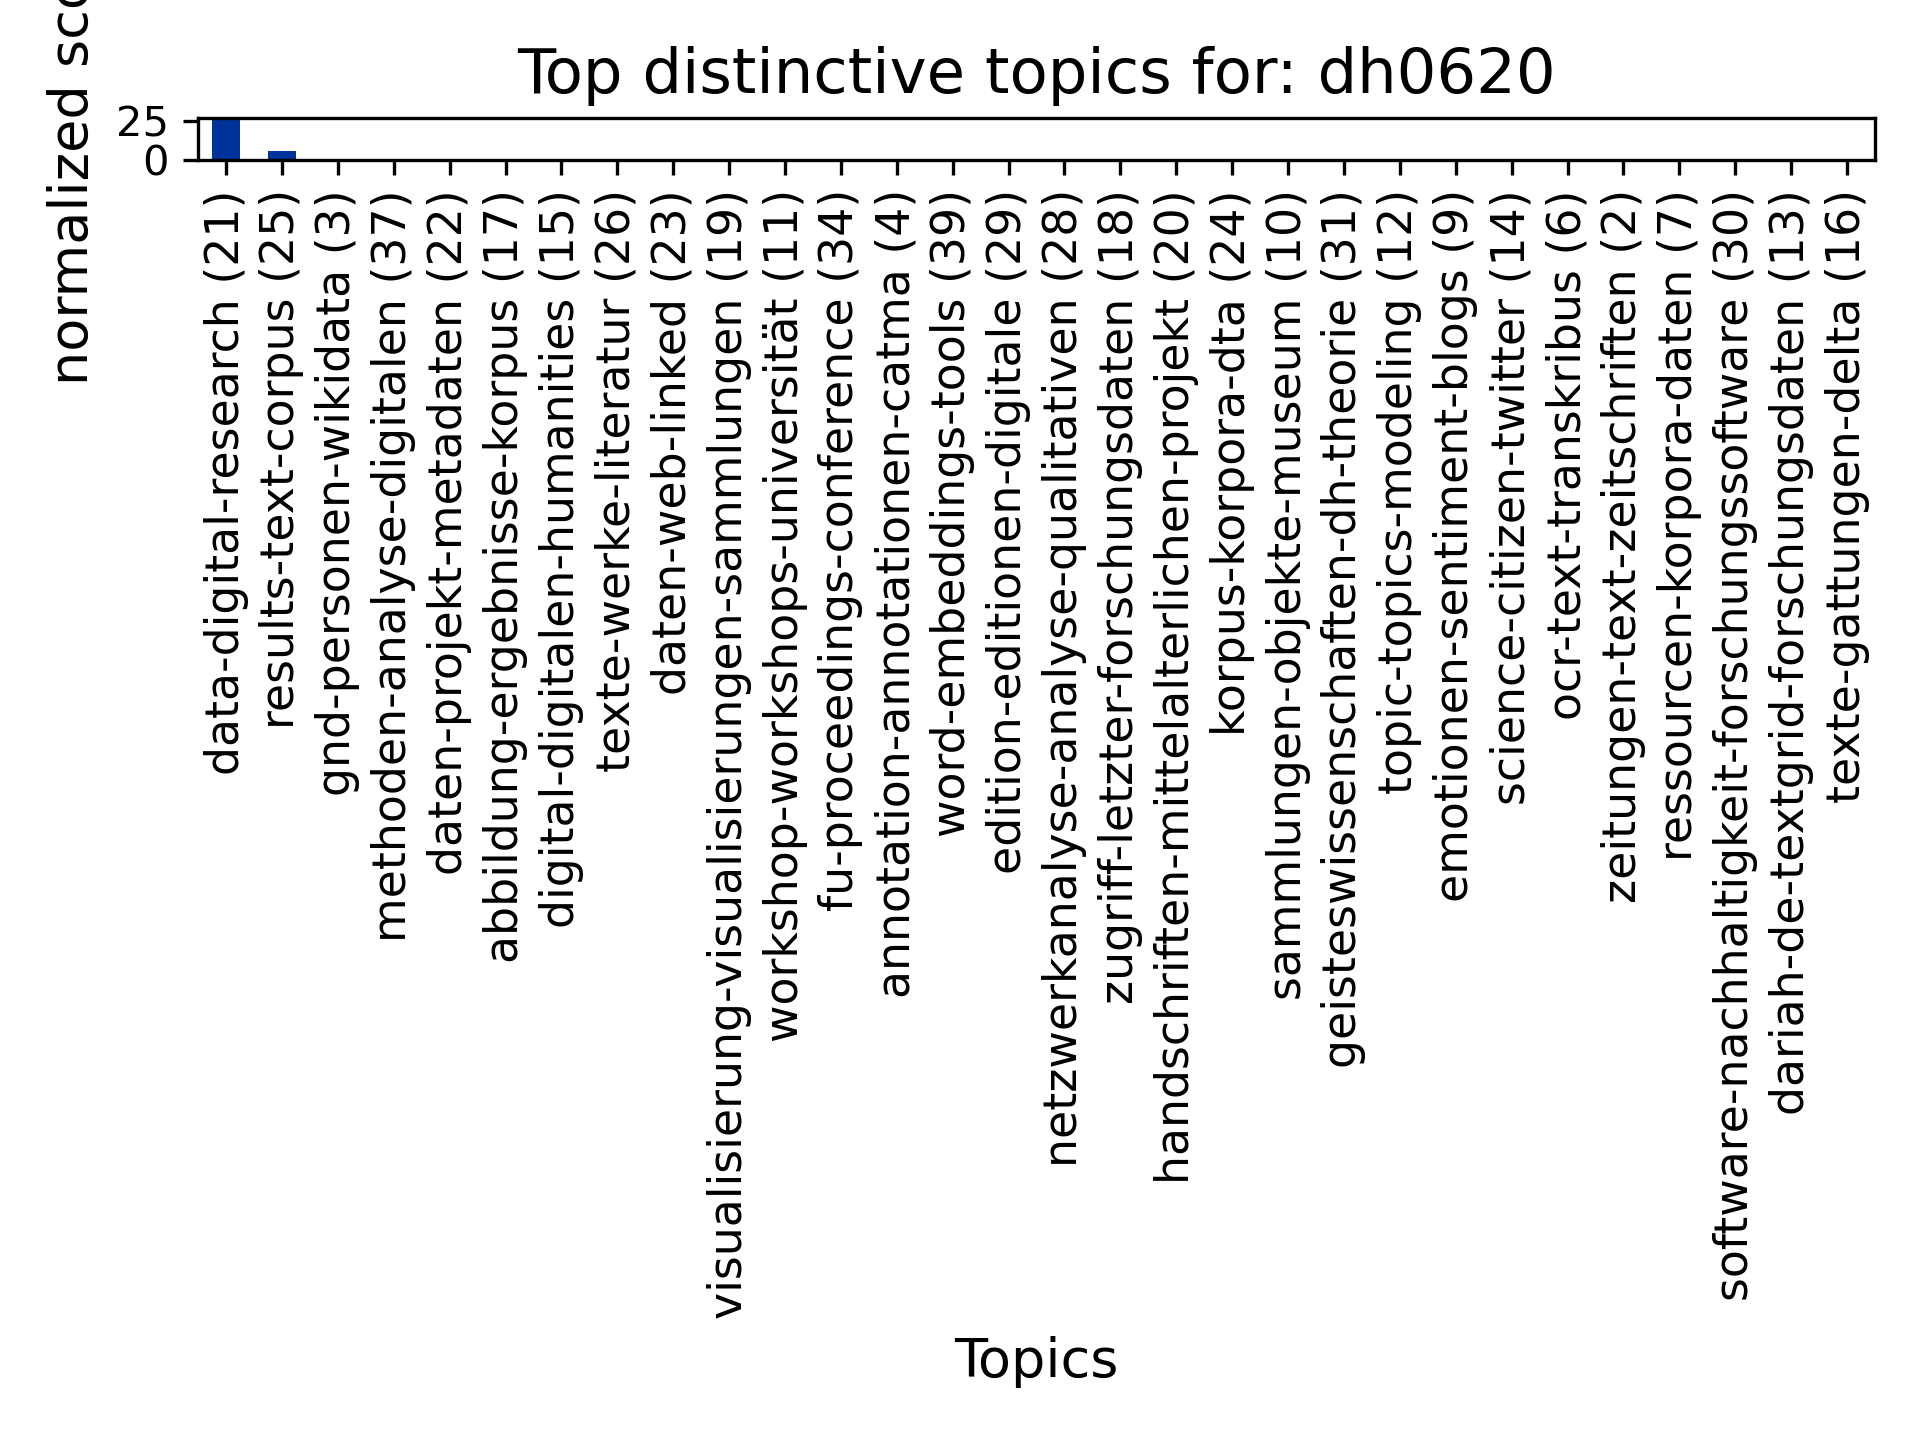 Top distinctive topics for: dh0620
normalized
25
0
data-digital-research (21)
results-text-corpus (25)
gnd-personen-wikidata (3)
methoden-analyse-digitalen (37)
daten-projekt-metadaten (22)
abbildung-ergebnisse-korpus (17)
digital-digitalen-humanities (15)
texte-werke-literatur (26)
daten-web-linked (23)
visualisierung-visualisierungen-sammlungen (19)
workshop-workshops-universität (11)
fu-proceedings-conference (34)
annotation-annotationen-catma (4)
word-embeddings-tools (39)
edition-editionen-digitale (29)
netzwerkanalyse-analyse-qualitativen (28)
zugriff-letzter-forschungsdaten (18)
handschriften-mittelalterlichen-projekt (20)
korpus-korpora-dta (24)
sammlungen-objekte-museum (10)
geisteswissenschaften-dh-theorie (31)
topic-topics-modeling (12)
emotionen-sentiment-blogs (9)
science-citizen-twitter (14)
ocr-text-transkribus (6)
zeitungen-text-zeitschriften (2)
ressourcen-korpora-daten (7)
software-nachhaltigkeit-forschungssoftware (30)
dariah-de-textgrid-forschungsdaten (13)
texte-gattungen-delta (16)
Topics